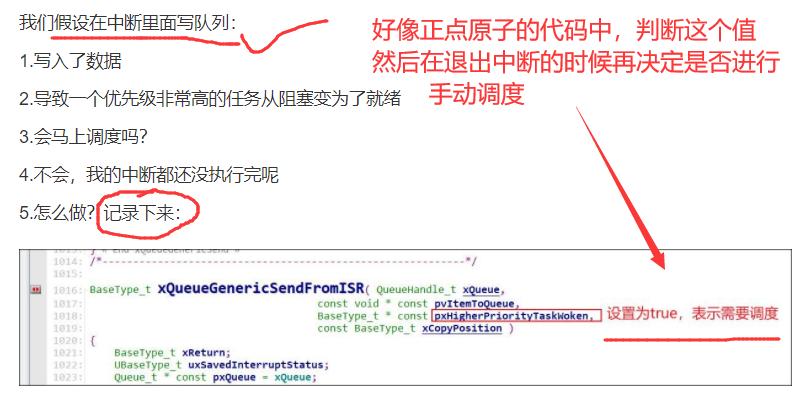 我们假设在中断里面写队列：
好像正点原子的代码中，判断这个值
然后在退出中断的时候再决定是否进行
手动调度
1.写入了数据
2.导致一个优先级非常高的任务从阻塞变为了就绪
3.会马上调度吗？
4.不会，我的中断都还没执行完呢
5.怎么做？记录下来：
1014: /*-----------------------------------------------------------*/
1015:
1016: BaseType_t xQueueGenericSendFromISR( QueueHandle_t xQueue,
1017: const void * const pvItemToQueue,
1018: BaseType_t * const pxHigherPriorityTaskWoken,
设置为true，表示需要调度
1019: const BaseType_t xCopyPosition )
1020: {
1021: BaseType_t xReturn;
1022: UBaseType_t uxSavedInterruptStatus;
1023: Queue_t * const pxQueue = xQueue;